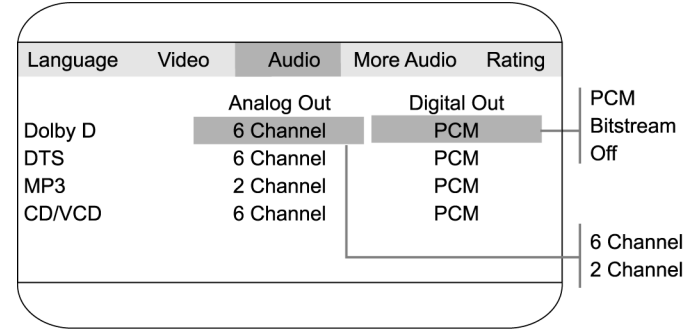 Language Video Audio More Audio Rating
Analog Out Digital Out
Dolby D 6 Channel PCM
DTS 6 Channel PCM
MP3 2 Channel PCM
CD/VCD 6 Channel PCM
PCM
Bitstream
Off
6 Channel
2 Channel